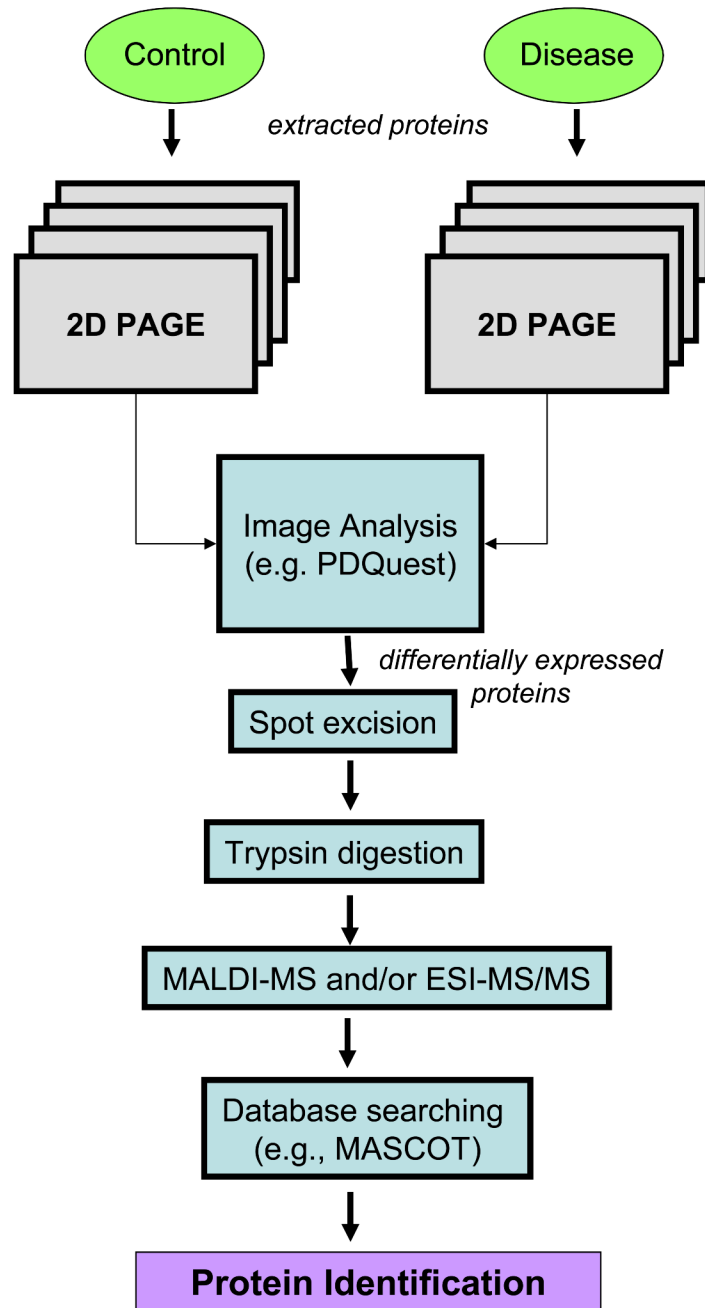 Control
Disease
extracted proteins
2D PAGE
2D PAGE
Image Analysis
(e.g. PDQuest)
differentially expressed
proteins
Spot excision
Trypsin digestion
MALDI-MS and/or ESI-MS/MS
Database searching
(e.g., MASCOT)
Protein Identification